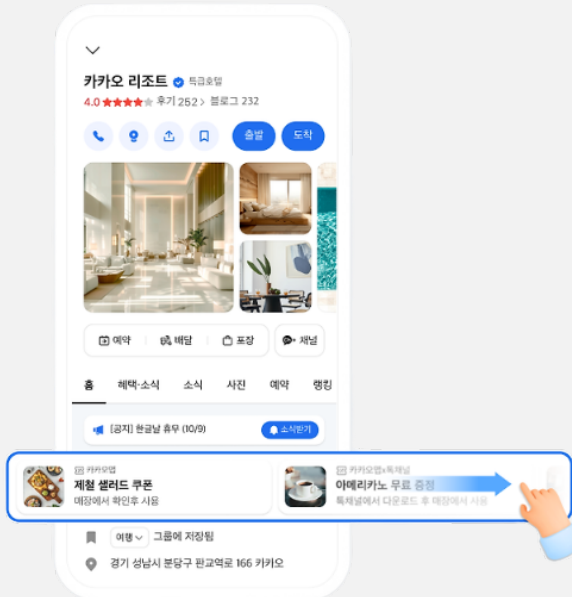 카카오 리조트 특급호텔
4.0 ★★★★★ 후기 252 > 블로그 232
출발 도착
예약 배달 포장 채널
홈 혜택·소식 소식 사진 예약 랭킹
[공지] 한글날 휴무 (10/9) 소식받기
카카오맵
제철 샐러드 쿠폰
매장에서 확인후 사용
카카오맵x톡채널
아메리카노 무료 증정
톡채널에서 다운로드 후 매장에서 사용
여행 그룹에 저장됨
경기 성남시 분당구 판교역로 166 카카오